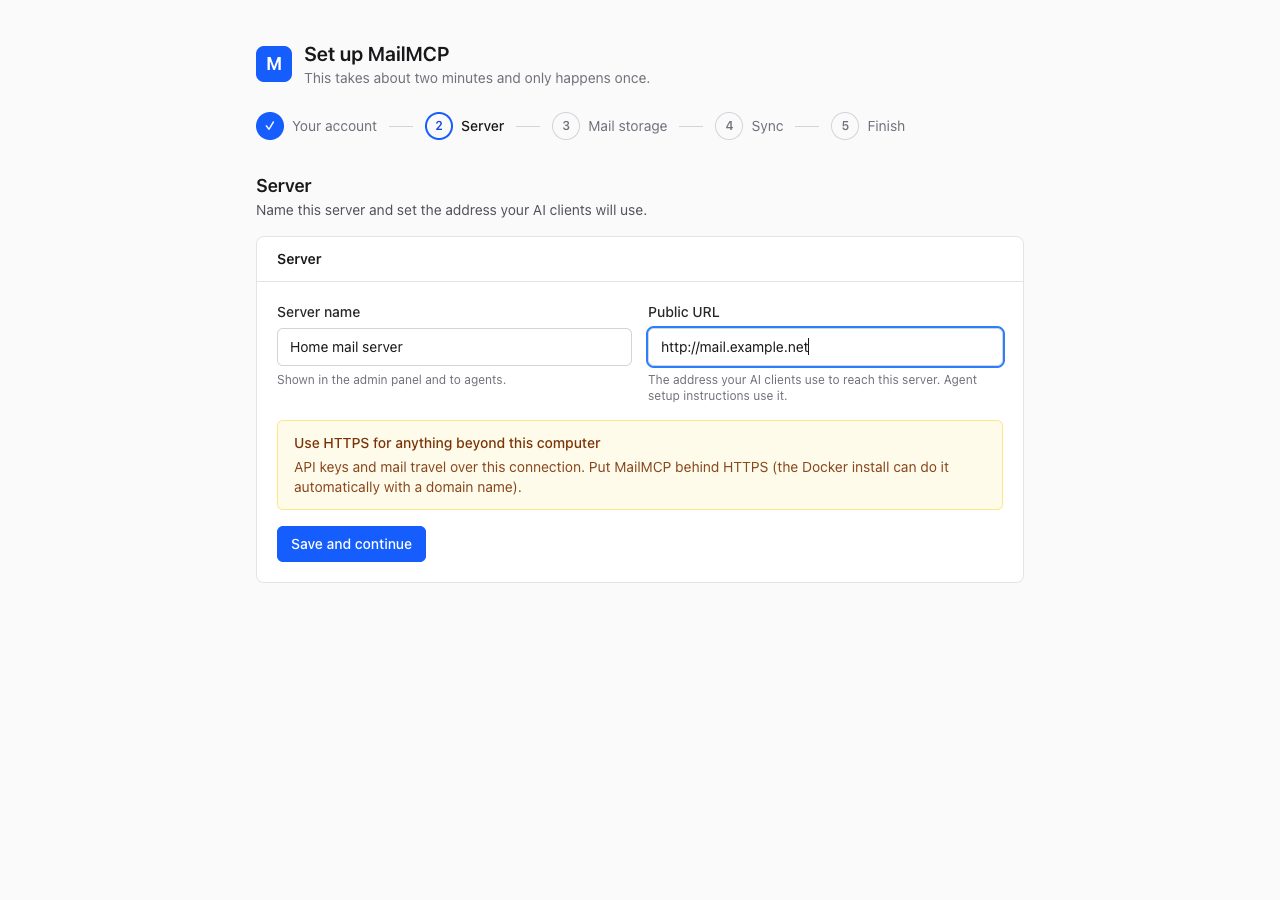 M
Set up MailMCP
This takes about two minutes and only happens once.
Your account
2
Server
3
Mail storage
4
Sync
5
Finish
Server
Name this server and set the address your AI clients will use.
Server
Server name
Public URL
Home mail server
http://mail.example.net
Shown in the admin panel and to agents.
The address your AI clients use to reach this server. Agent
setup instructions use it.
Use HTTPS for anything beyond this computer
API keys and mail travel over this connection. Put MailMCP behind HTTPS (the Docker install can do it
automatically with a domain name).
Save and continue